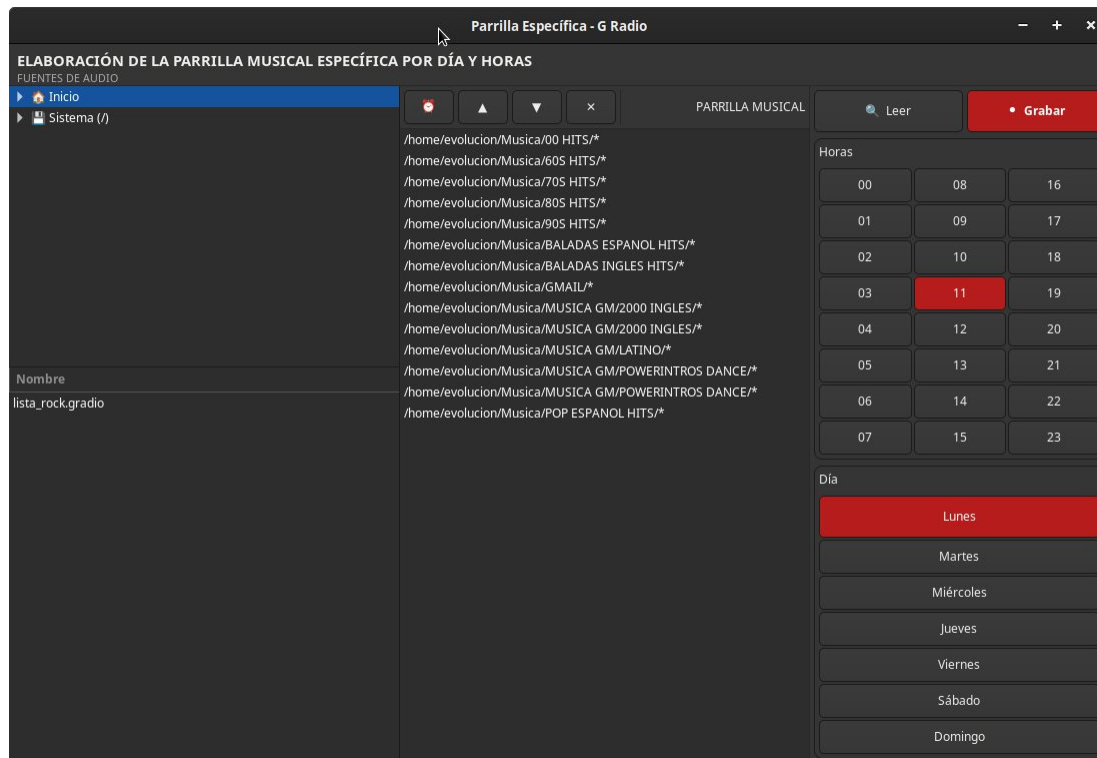 Parrilla Específica - G Radio
ELABORACIÓN DE LA PARRILLA MUSICAL ESPECÍFICA POR DÍA Y HORAS
FUENTES DE AUDIO
Inicio
Sistema (/)
Nombre
lista_rock.gradio
PARRILLA MUSICAL
/home/evolucion/Musica/00 HITS/*
/home/evolucion/Musica/60S HITS/*
/home/evolucion/Musica/70S HITS/*
/home/evolucion/Musica/80S HITS/*
/home/evolucion/Musica/90S HITS/*
/home/evolucion/Musica/BALADAS ESPANOL HITS/*
/home/evolucion/Musica/BALADAS INGLES HITS/*
/home/evolucion/Musica/GMAIL/*
/home/evolucion/Musica/MUSICA GM/2000 INGLES/*
/home/evolucion/Musica/MUSICA GM/2000 INGLES/*
/home/evolucion/Musica/MUSICA GM/LATINO/*
/home/evolucion/Musica/MUSICA GM/POWERINTROS DANCE/*
/home/evolucion/Musica/MUSICA GM/POWERINTROS DANCE/*
/home/evolucion/Musica/POP ESPANOL HITS/*
Leer
Grabar
Horas
00 08 16
01 09 17
02 10 18
03 11 19
04 12 20
05 13 21
06 14 22
07 15 23
Día
Lunes
Martes
Miércoles
Jueves
Viernes
Sábado
Domingo